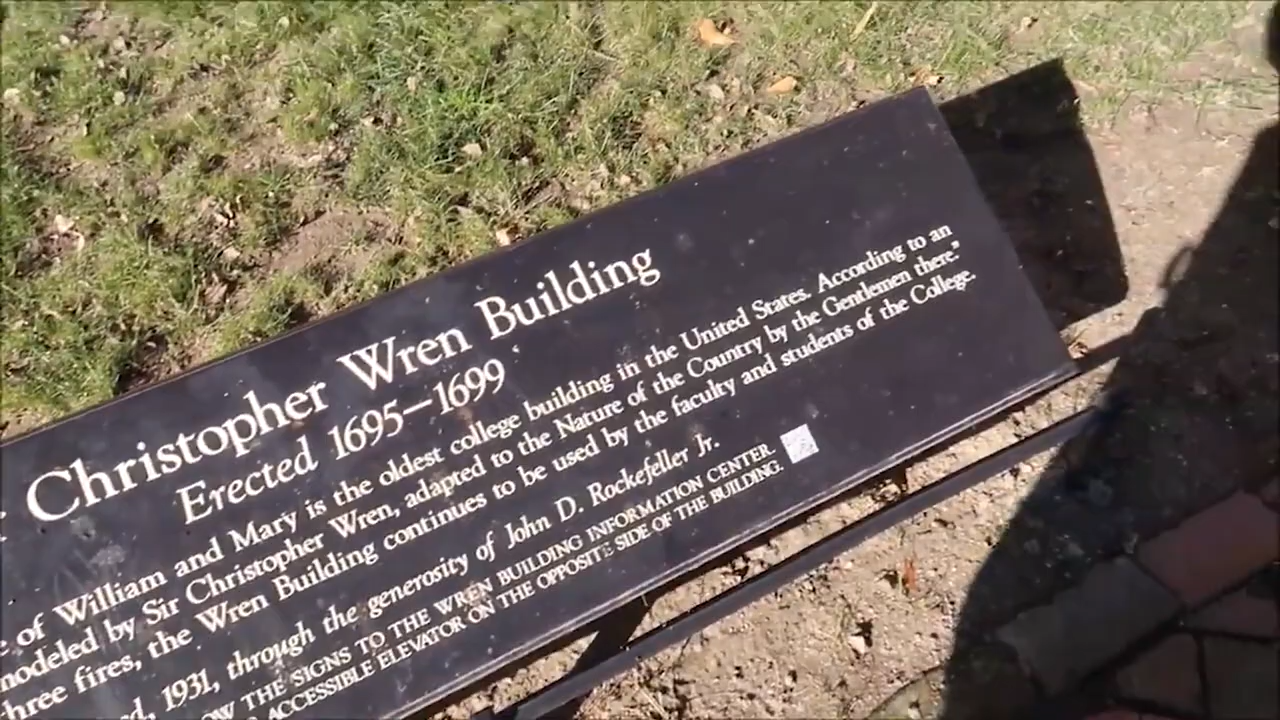 Christopher Wren Building
Erected 1695–1699
of William and Mary is the oldest college building in the United States. According to an
modeled by Sir Christopher Wren, adapted to the Nature of the Country by the Gentlemen there."
three fires, the Wren Building continues to be used by the faculty and students of the College.
1931, through the generosity of John D. Rockefeller Jr.
THE SIGNS TO THE WREN BUILDING INFORMATION CENTER.
ACCESSIBLE ELEVATOR ON THE OPPOSITE SIDE OF THE BUILDING.